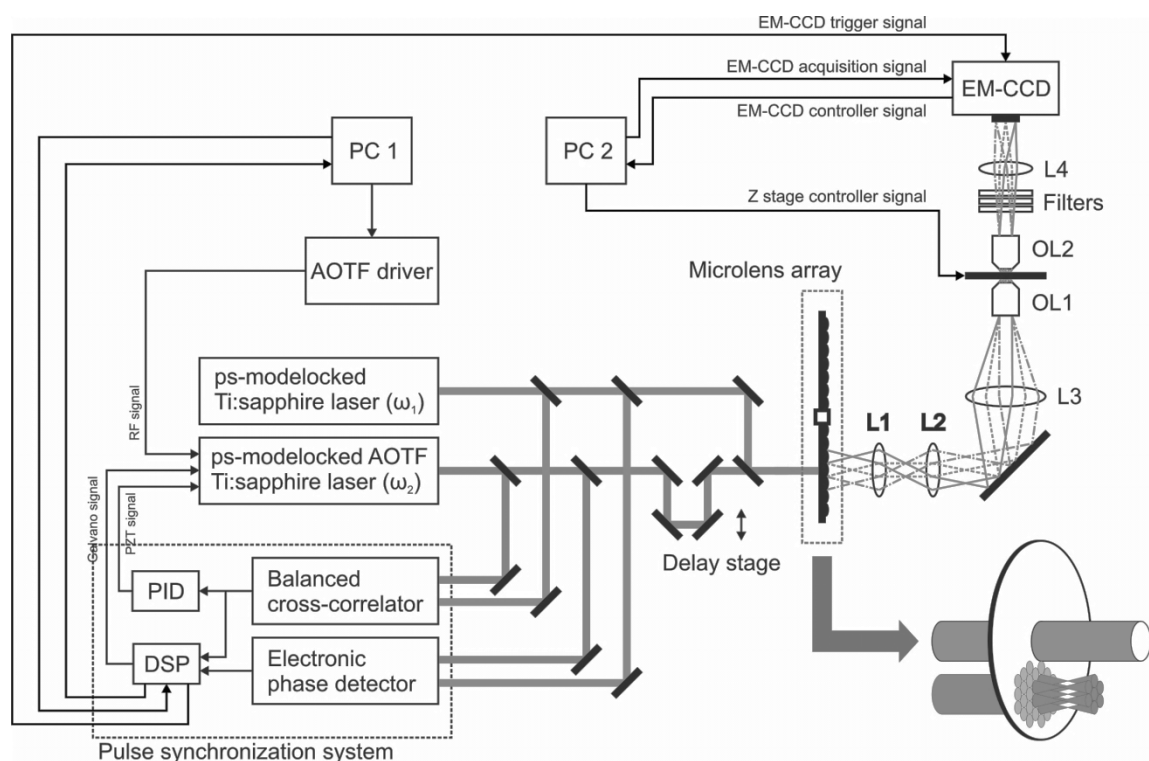 EM-CCD trigger signal
EM-CCD acquisition signal
EM-CCD
EM-CCD controller signal
PC 1
PC 2
L4
Z stage controller signal
Filters
OL2
AOTF driver
Microlens array
OL1
ps-modelocked
Ti:sapphire laser (ω₁)
L3
RF signal
L1
L2
ps-modelocked AOTF
Ti:sapphire laser (ω₂)
Galvano signal
PZT signal
Delay stage
PID
Balanced
cross-correlator
DSP
Electronic
phase detector
Pulse synchronization system